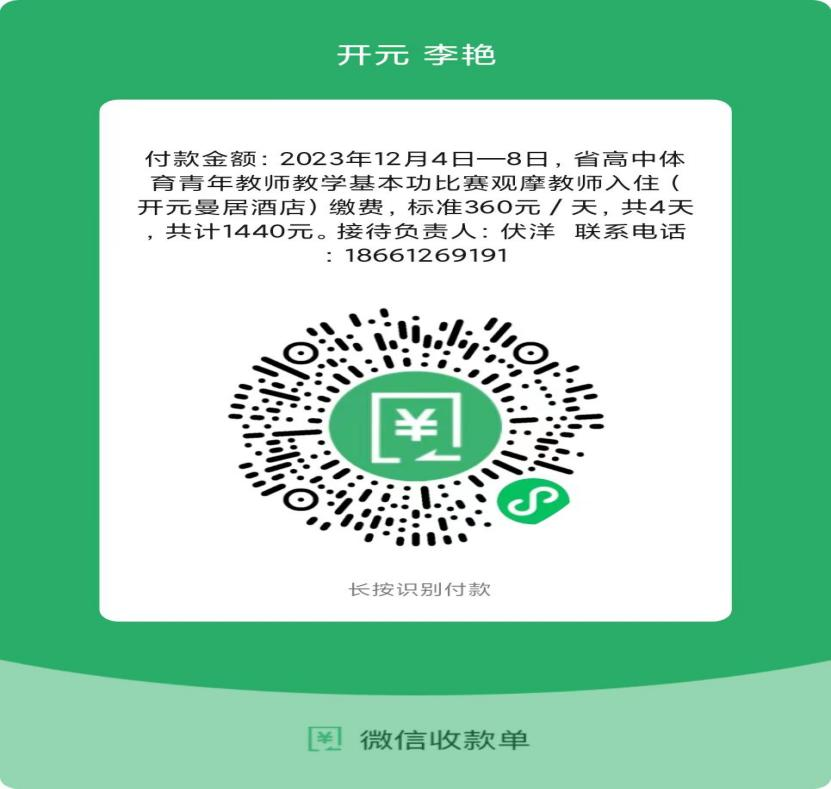 开元 李艳
付款金额：2023年12月4日—8日，省高中体
育青年教师教学基本功比赛观摩教师入住（
开元曼居酒店）缴费，标准360元/天，共4天
，共计1440元。接待负责人：伏洋 联系电话
：18661269191
¥
长按识别付款
¥ 微信收款单